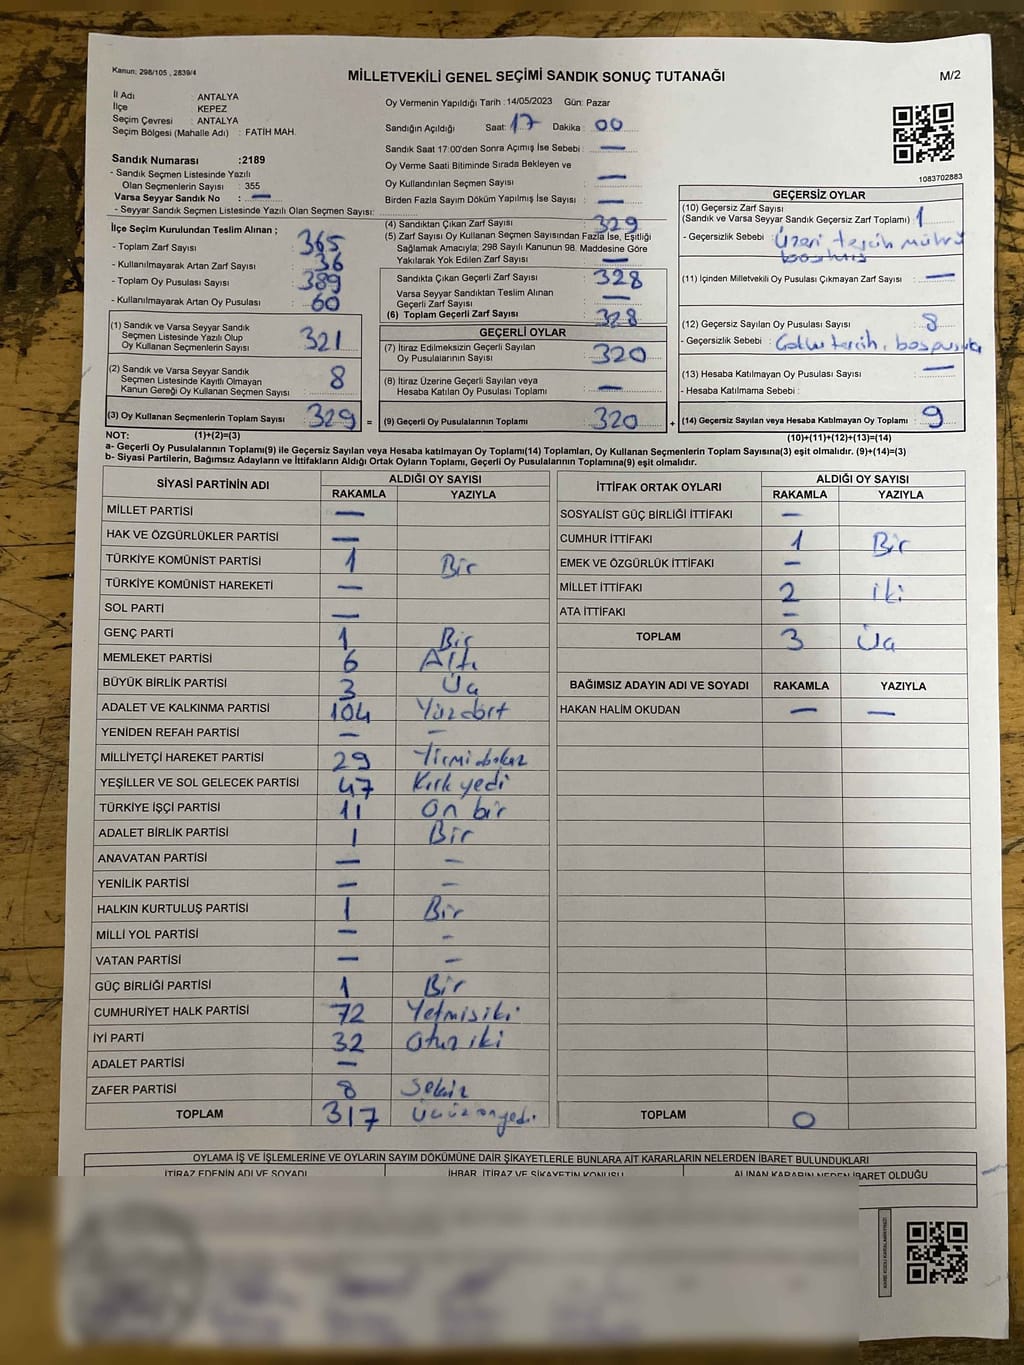 Kanun; 298/105 , 2839/4
MİLLETVEKİLİ GENEL SEÇİMİ SANDIK SONUÇ TUTANAĞI
M/2
İl Adı : ANTALYA
İlçe : KEPEZ
Seçim Çevresi : ANTALYA
Seçim Bölgesi (Mahalle Adı) : FATİH MAH.
Sandık Numarası :2189
- Sandık Seçmen Listesinde Yazılı
Olan Seçmenlerin Sayısı : 355
Varsa Seyyar Sandık No : —
- Seyyar Sandık Seçmen Listesinde Yazılı Olan Seçmen Sayısı:
Oy Vermenin Yapıldığı Tarih :14/05/2023 Gün: Pazar
Sandığın Açıldığı Saat: 17 Dakika : 00
Sandık Saat 17:00'den Sonra Açımış İse Sebebi : —
Oy Verme Saati Bitiminde Sırada Bekleyen ve
Oy Kullandırılan Seçmen Sayısı : —
Birden Fazla Sayım Döküm Yapılmış İse Sayısı : —
1083702883
İlçe Seçim Kurulundan Teslim Alınan ;
- Toplam Zarf Sayısı : 365
- Kullanılmayarak Artan Zarf Sayısı : 36
- Toplam Oy Pusulası Sayısı : 389
- Kullanılmayarak Artan Oy Pusulası : 60
(4) Sandıktan Çıkan Zarf Sayısı : 329
(5) Zarf Sayısı Oy Kullanan Seçmen Sayısından Fazla İse, Eşitliği
Sağlamak Amacıyla; 298 Sayılı Kanunun 98. Maddesine Göre
Yakılarak Yok Edilen Zarf Sayısı : —
Sandıkta Çıkan Geçerli Zarf Sayısı : 328
Varsa Seyyar Sandıktan Teslim Alınan
Geçerli Zarf Sayısı : —
(6) Toplam Geçerli Zarf Sayısı : 328
GEÇERSİZ OYLAR
(10) Geçersiz Zarf Sayısı
(Sandık ve Varsa Seyyar Sandık Geçersiz Zarf Toplamı) : 1
- Geçersizlik Sebebi : Üzeri tercih mührü
basılmış
(11) İçinden Milletvekili Oy Pusulası Çıkmayan Zarf Sayısı : —
(12) Geçersiz Sayılan Oy Pusulası Sayısı : 8
- Geçersizlik Sebebi : tercih,
(13) Hesaba Katılmayan Oy Pusulası Sayısı : —
- Hesaba Katılmama Sebebi :
(14) Geçersiz Sayılan veya Hesaba Katılmayan Oy Toplamı : 9
(10)+(11)+(12)+(13)=(14)
(1) Sandık ve Varsa Seyyar Sandık
Seçmen Listesinde Yazılı Olup
Oy Kullanan Seçmenlerin Sayısı : 321
(2) Sandık ve Varsa Seyyar Sandık
Seçmen Listesinde Kayıtlı Olmayan
Kanun Gereği Oy Kullanan Seçmen Sayısı : 8
(3) Oy Kullanan Seçmenlerin Toplam Sayısı : 329 =
GEÇERLİ OYLAR
(7) İtiraz Edilmeksizin Geçerli Sayılan
Oy Pusulalarının Sayısı : 320
(8) İtiraz Üzerine Geçerli Sayılan veya
Hesaba Katılan Oy Pusulası Toplamı : —
(9) Geçerli Oy Pusulalarının Toplamı : 320 +
NOT: (1)+(2)=(3)
a- Geçerli Oy Pusulalarının Toplamı(9) ile Geçersiz Sayılan veya Hesaba katılmayan Oy Toplamı(14) Toplamları, Oy Kullanan Seçmenlerin Toplam Sayısına(3) eşit olmalıdır. (9)+(14)=(3)
b- Siyasi Partilerin, Bağımsız Adayların ve İttifakların Aldığı Ortak Oyların Toplamı, Geçerli Oy Pusulalarının Toplamına(9) eşit olmalıdır.
SİYASİ PARTİNİN ADI ALDIĞI OY SAYISI
RAKAMLA YAZIYLA
MİLLET PARTİSİ —
HAK VE ÖZGÜRLÜKLER PARTİSİ —
TÜRKİYE KOMÜNİST PARTİSİ 1 Bir
TÜRKİYE KOMÜNİST HAREKETİ —
SOL PARTİ —
GENÇ PARTİ 1 Bir
MEMLEKET PARTİSİ 6 Altı
BÜYÜK BİRLİK PARTİSİ 3 Üç
ADALET VE KALKINMA PARTİSİ 104 Yüzdört
YENİDEN REFAH PARTİSİ — —
MİLLİYETÇİ HAREKET PARTİSİ 29 Yirmidokuz
YEŞİLLER VE SOL GELECEK PARTİSİ 47 Kırkyedi
TÜRKİYE İŞÇİ PARTİSİ 11 On bir
ADALET BİRLİK PARTİSİ 1 Bir
ANAVATAN PARTİSİ — —
YENİLİK PARTİSİ — —
HALKIN KURTULUŞ PARTİSİ 1 Bir
MİLLİ YOL PARTİSİ — —
VATAN PARTİSİ — —
GÜÇ BİRLİĞİ PARTİSİ 1 Bir
CUMHURİYET HALK PARTİSİ 72 Yetmişiki
İYİ PARTİ 32 Otuz iki
ADALET PARTİSİ —
ZAFER PARTİSİ 8 Sekiz
TOPLAM 317 Üçüzonyedi
İTTİFAK ORTAK OYLARI ALDIĞI OY SAYISI
RAKAMLA YAZIYLA
SOSYALİST GÜÇ BİRLİĞİ İTTİFAKI —
CUMHUR İTTİFAKI 1 Bir
EMEK VE ÖZGÜRLÜK İTTİFAKI —
MİLLET İTTİFAKI 2 iki
ATA İTTİFAKI —
TOPLAM 3 Üç
BAĞIMSIZ ADAYIN ADI VE SOYADI RAKAMLA YAZIYLA
HAKAN HALİM OKUDAN — —
TOPLAM 0
OYLAMA İŞ VE İŞLEMLERİNE VE OYLARIN SAYIM DÖKÜMÜNE DAİR ŞİKAYETLERLE BUNLARA AİT KARARLARIN NELERDEN İBARET BULUNDUKLARI
İTİRAZ EDENİN ADI VE SOYADI İHBAR, İTİRAZ VE ŞİKAYETİN KONUSU ALINAN KARARIN NEDEN İBARET OLDUĞU